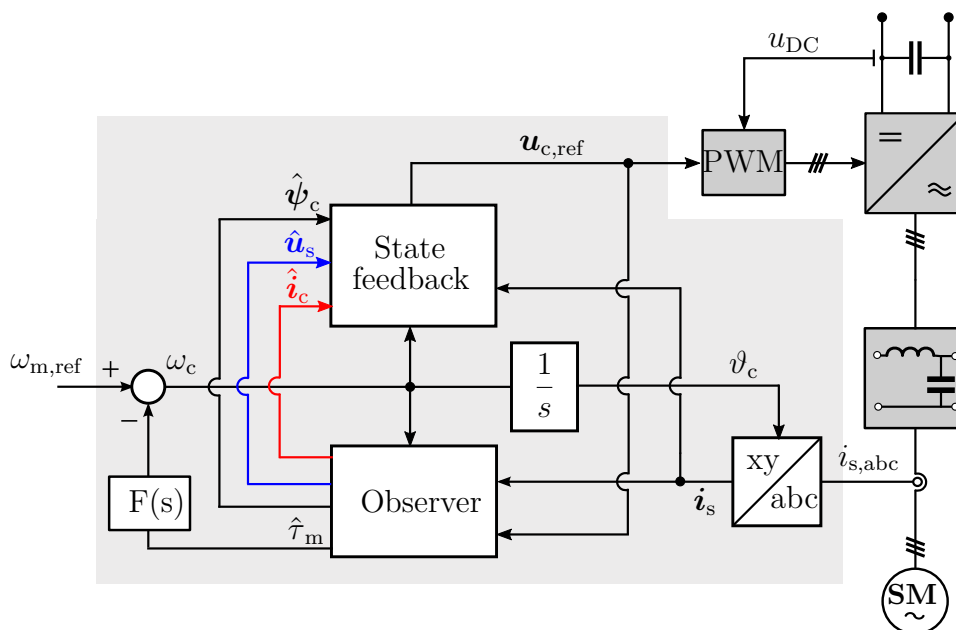 u_DC
u_c,ref
PWM
=
≈
ψ̂_c
û_s
î_c
State
feedback
ω_m,ref
+
−
ω_c
1
s
ϑ_c
xy
abc
i_s,abc
i_s
F(s)
Observer
τ̂_m
SM
~